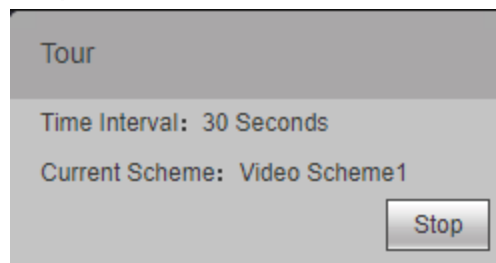 Tour
Time Interval：30 Seconds
Current Scheme：Video Scheme1
Stop